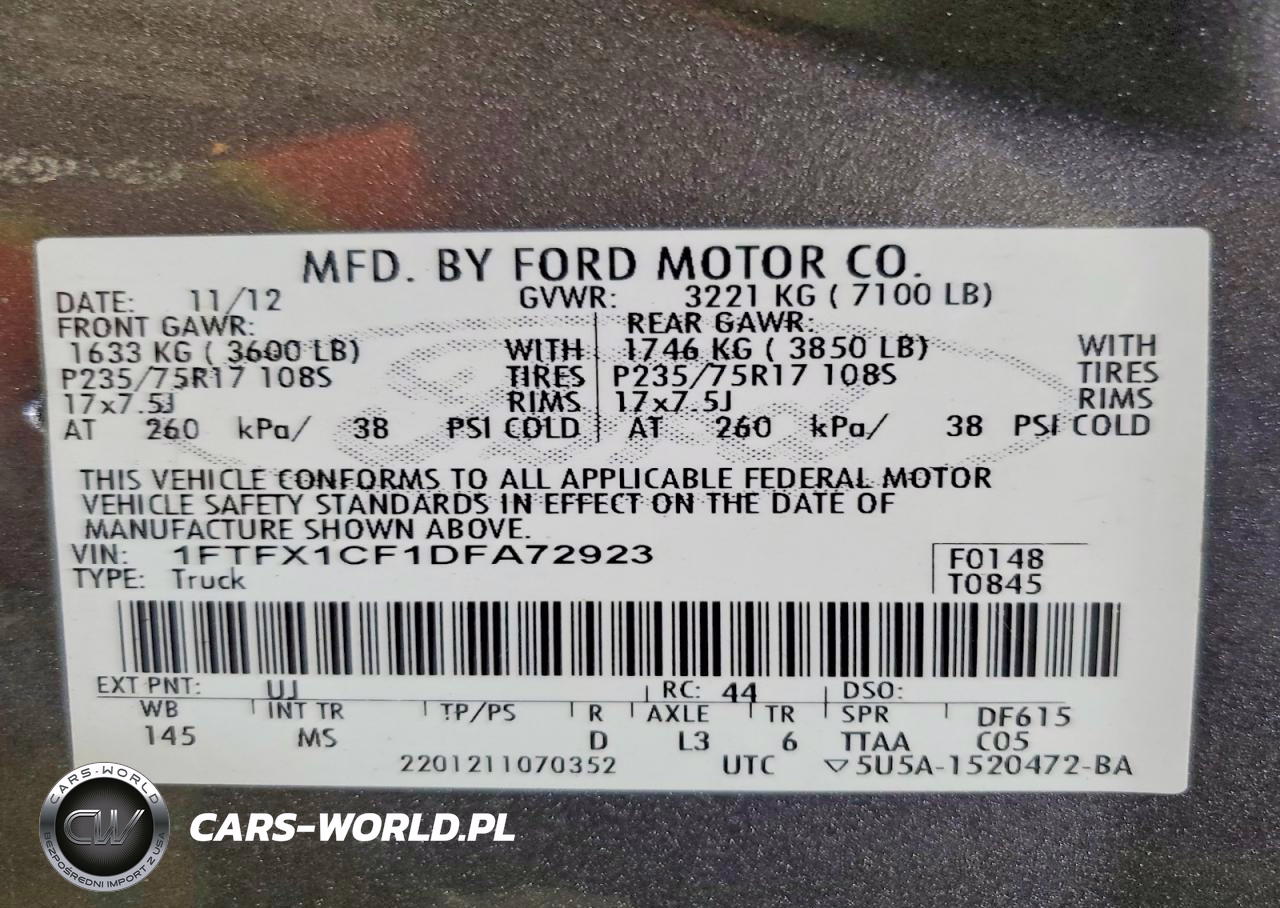 MFD. BY FORD MOTOR CO.
DATE: 11/12 GVWR: 3221 KG ( 7100 LB)
FRONT GAWR: REAR GAWR:
1633 KG ( 3600 LB) WITH 1746 KG ( 3850 LB) WITH
P235/75R17 108S TIRES P235/75R17 108S TIRES
17x7.5J RIMS 17x7.5J RIMS
AT 260 kPa/ 38 PSI COLD AT 260 kPa/ 38 PSI COLD
THIS VEHICLE CONFORMS TO ALL APPLICABLE FEDERAL MOTOR
VEHICLE SAFETY STANDARDS IN EFFECT ON THE DATE OF
MANUFACTURE SHOWN ABOVE.
VIN: 1FTFX1CF1DFA72923 F0148
TYPE: Truck T0845
EXT PNT: UJ RC: 44 DSO:
WB INT TR TP/PS R AXLE TR SPR DF615
145 MS D L3 6 TTAA C05
2201211070352 UTC ▽5U5A-1520472-BA
CARS-WORLD
CW
BEZPOŚREDNI IMPORT Z USA
CARS-WORLD.PL